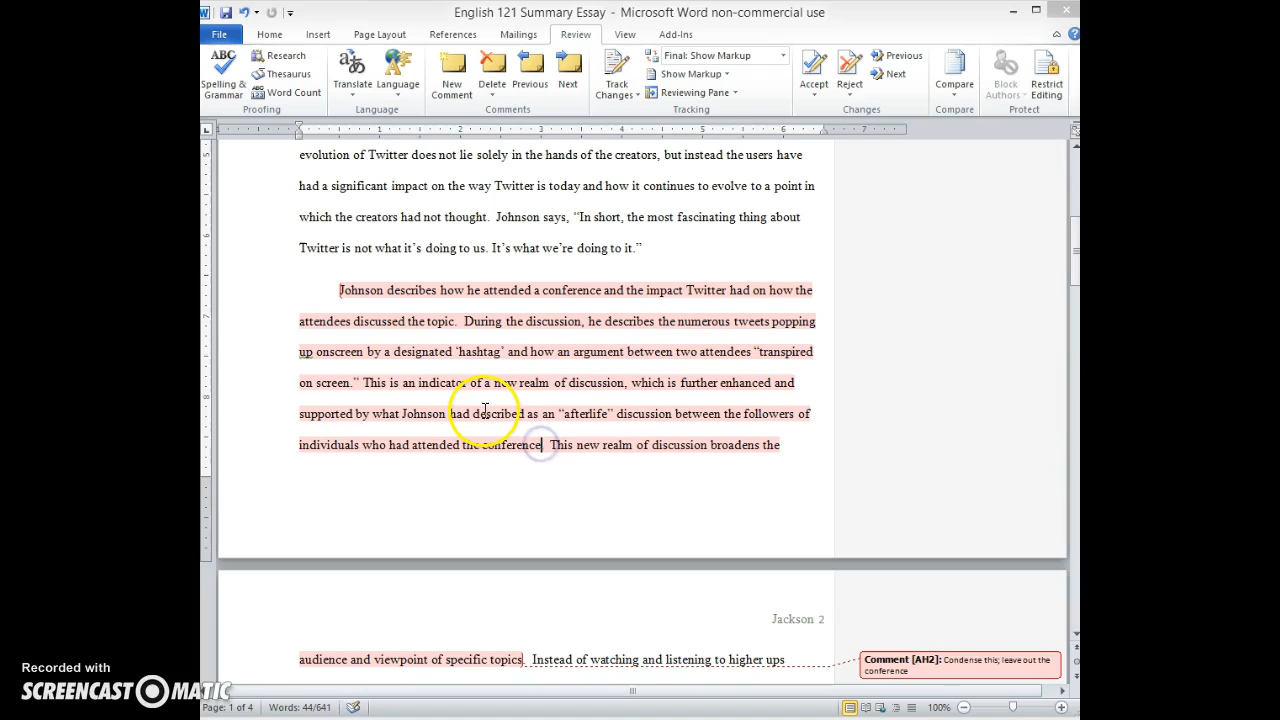 English 121 Summary Essay - Microsoft Word non-commercial use
File Home Insert Page Layout References Mailings Review View Add-Ins
ABC Spelling & Grammar
Research
Thesaurus
ABC 123 Word Count
Proofing
Translate
Language
Language
New Comment
Delete
Previous
Next
Comments
Track Changes
Final: Show Markup
Show Markup
Reviewing Pane
Tracking
Accept
Reject
Previous
Next
Changes
Compare
Compare
Block Authors
Restrict Editing
Protect
1 1 2 3 4 5 6 7
evolution of Twitter does not lie solely in the hands of the creators, but instead the users have
had a significant impact on the way Twitter is today and how it continues to evolve to a point in
which the creators had not thought. Johnson says, “In short, the most fascinating thing about
Twitter is not what it’s doing to us. It’s what we’re doing to it.”
Johnson describes how he attended a conference and the impact Twitter had on how the
attendees discussed the topic. During the discussion, he describes the numerous tweets popping
up onscreen by a designated ‘hashtag’ and how an argument between two attendees “transpired
on screen.” This is an indicator of a new realm of discussion, which is further enhanced and
supported by what Johnson had described as an “afterlife” discussion between the followers of
individuals who had attended the conference. This new realm of discussion broadens the
Jackson 2
audience and viewpoint of specific topics. Instead of watching and listening to higher ups
Comment [AH2]: Condense this; leave out the
conference
Page: 1 of 4 Words: 44/641 100%
Recorded with
SCREENCAST MATIC